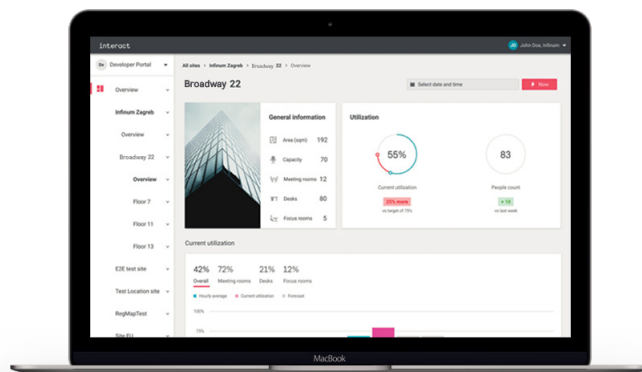 interact
JD John Doe, Infinum
De Developer Portal
All sites > Infinum Zagreb > Broadway 22 > Overview
Overview
Broadway 22
Select date and time
Now
Infinum Zagreb
General information
Utilization
Overview
Area (sqm) 192
55%
83
Broadway 22
Capacity 70
Meeting rooms 12
Overview
Current utilization
People count
Desks 80
Floor 7
25% more
+ 18
Focus rooms 5
vs target of 75%
vs last week
Floor 11
Floor 13
Current utilization
E2E test site
42% 72% 21% 12%
Overall Meeting rooms Desks Focus rooms
Test Location site
Hourly average Current utilization Forecast
RegMapTest
100%
Site EU
75%
MacBook